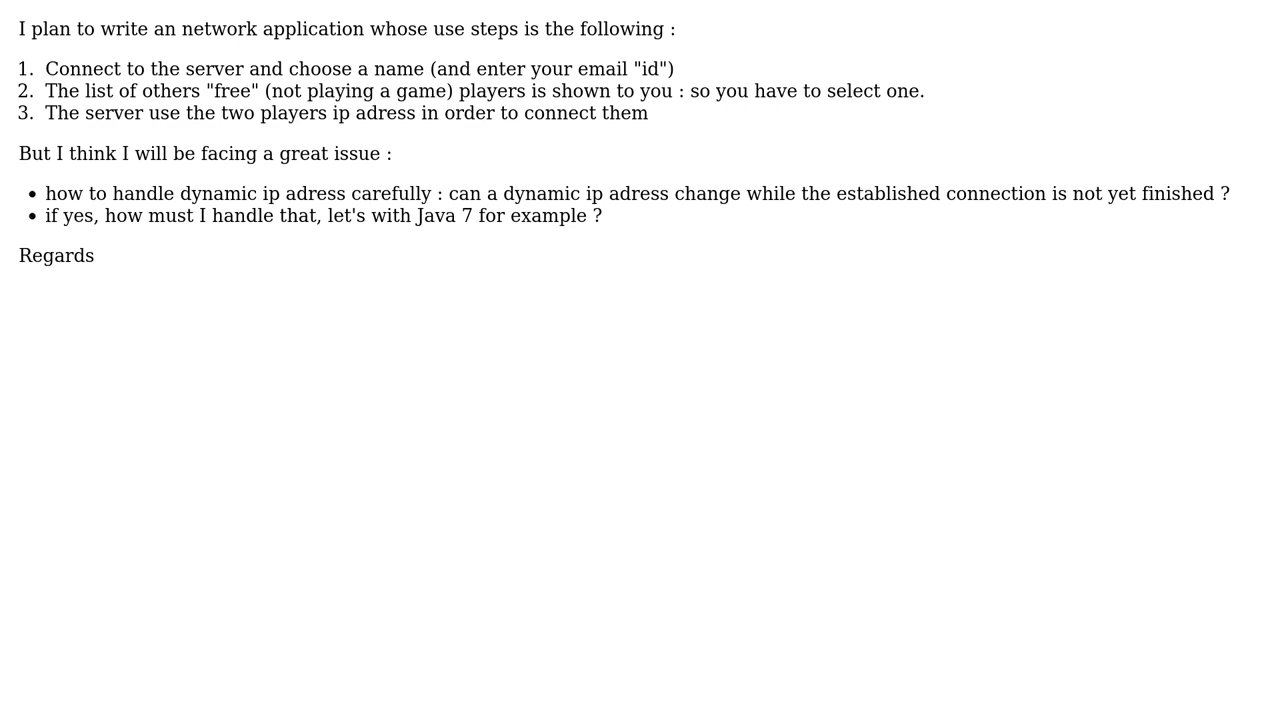 I plan to write an network application whose use steps is the following :
1. Connect to the server and choose a name (and enter your email "id")
2. The list of others "free" (not playing a game) players is shown to you : so you have to select one.
3. The server use the two players ip adress in order to connect them
But I think I will be facing a great issue :
• how to handle dynamic ip adress carefully : can a dynamic ip adress change while the established connection is not yet finished ?
• if yes, how must I handle that, let's with Java 7 for example ?
Regards